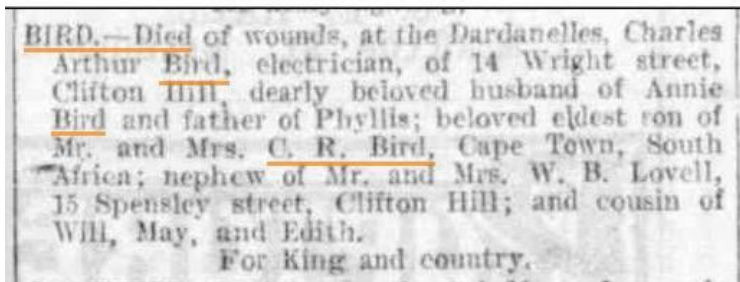 BIRD.—Died of wounds, at the Dardanelles, Charles
Arthur Bird, electrician, of 14 Wright street,
Clifton Hill, dearly beloved husband of Annie
Bird and father of Phyllis; beloved eldest son of
Mr. and Mrs. C. R. Bird, Cape Town, South
Africa; nephew of Mr. and Mrs. W. B. Lovell,
15 Spensley street, Clifton Hill; and cousin of
Will, May, and Edith.
For King and country.